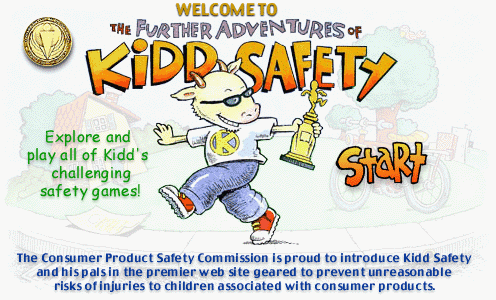 WELCOME TO
THE FURTHER ADVENTURES OF
KiDD SAFETY
Explore and
play all of Kidd's
challenging
safety games!
K
START
The Consumer Product Safety Commission is proud to introduce Kidd Safety
and his pals in the premier web site geared to prevent unreasonable
risks of injuries to children associated with consumer products.